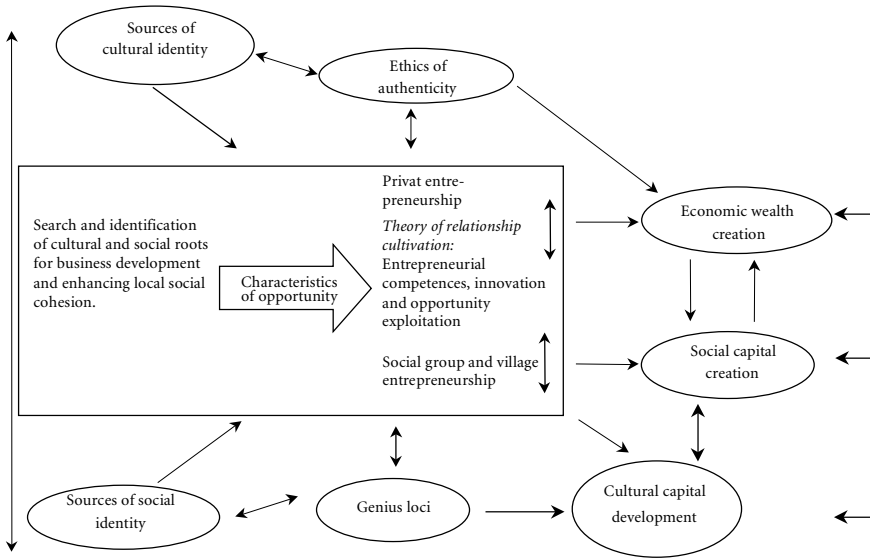 Sources of
cultural identity
Ethics of
authenticity
Search and identification
of cultural and social roots
for business development
and enhancing local social
cohesion.
Characteristics
of opportunity
Privat entre-
preneurship
Theory of relationship
cultivation:
Entrepreneurial
competences, innovation
and opportunity
exploitation
Social group and village
entrepreneurship
Economic wealth
creation
Social capital
creation
Cultural capital
development
Sources of social
identity
Genius loci